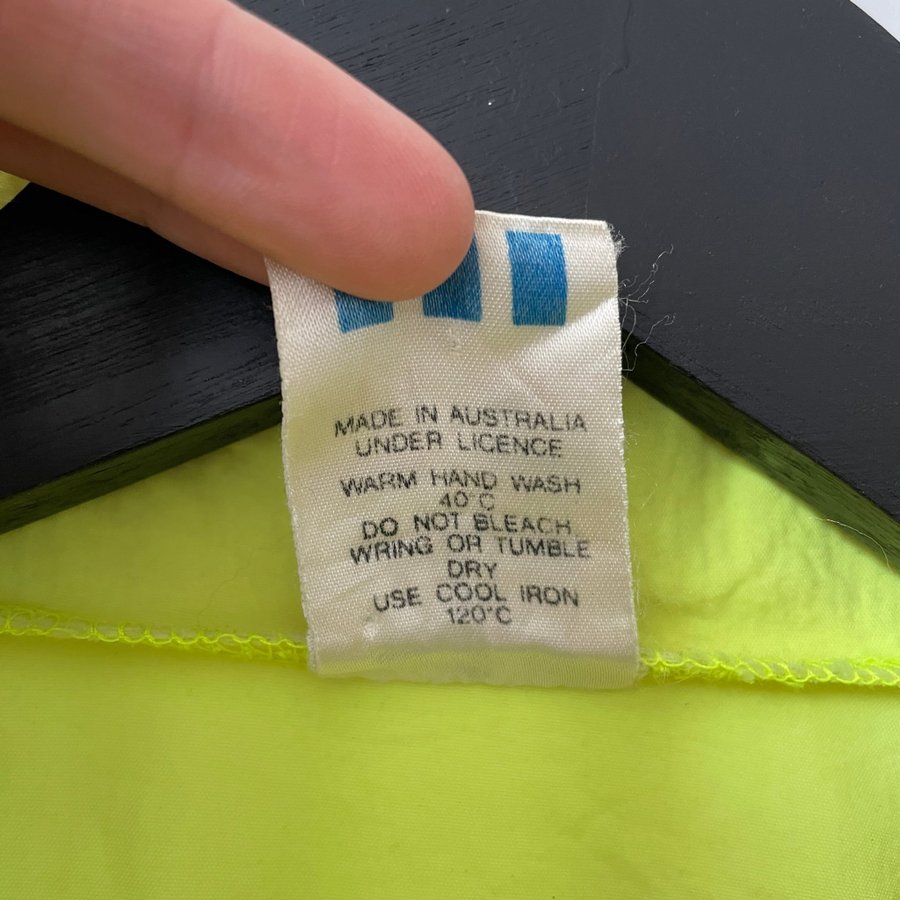 MADE IN AUSTRALIA
UNDER LICENCE
WARM HAND WASH
40°C
DO NOT BLEACH
WRING OR TUMBLE
DRY
USE COOL IRON
120°C